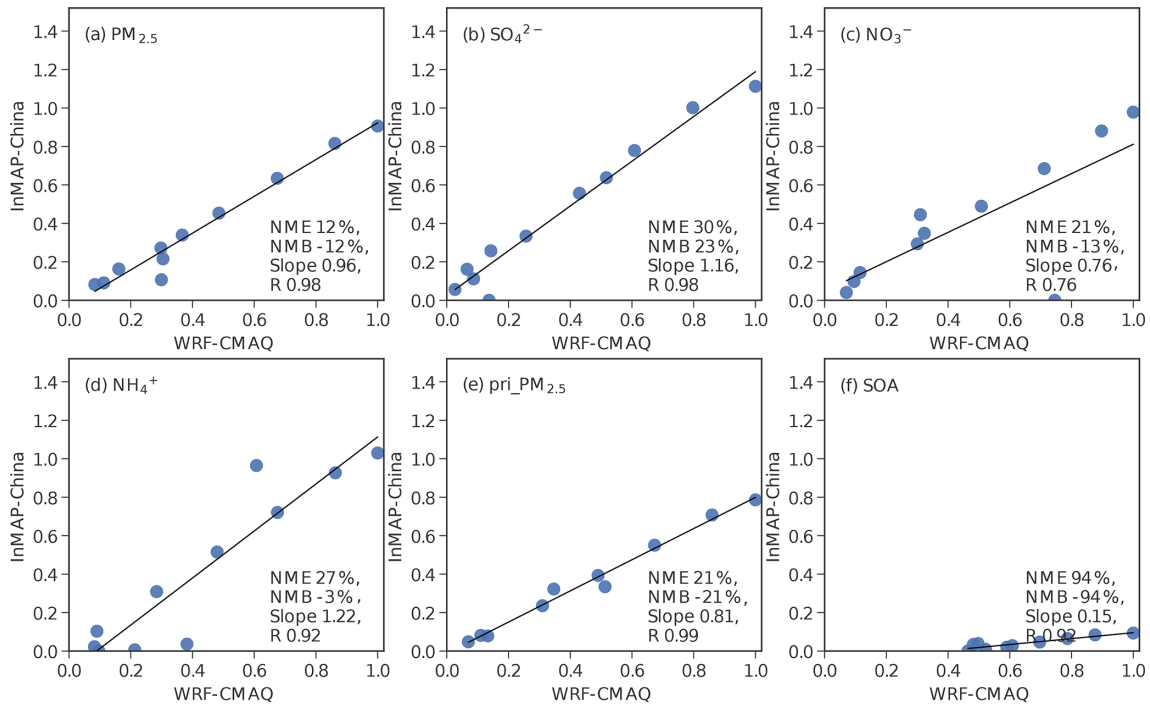 (a) PM₂.₅
InMAP-China
1.4
1.2
1.0
0.8
0.6
0.4
0.2
0.0
NME 12%,
NMB -12%,
Slope 0.96,
R 0.98
0.0 0.2 0.4 0.6 0.8 1.0
WRF-CMAQ
(b) SO₄²⁻
InMAP-China
1.4
1.2
1.0
0.8
0.6
0.4
0.2
0.0
NME 30%,
NMB 23%,
Slope 1.16,
R 0.98
0.0 0.2 0.4 0.6 0.8 1.0
WRF-CMAQ
(c) NO₃⁻
InMAP-China
1.4
1.2
1.0
0.8
0.6
0.4
0.2
0.0
NME 21%,
NMB -13%,
Slope 0.76,
R 0.76
0.0 0.2 0.4 0.6 0.8 1.0
WRF-CMAQ
(d) NH₄⁺
InMAP-China
1.4
1.2
1.0
0.8
0.6
0.4
0.2
0.0
NME 27%,
NMB -3%,
Slope 1.22,
R 0.92
0.0 0.2 0.4 0.6 0.8 1.0
WRF-CMAQ
(e) pri_PM₂.₅
InMAP-China
1.4
1.2
1.0
0.8
0.6
0.4
0.2
0.0
NME 21%,
NMB -21%,
Slope 0.81,
R 0.99
0.0 0.2 0.4 0.6 0.8 1.0
WRF-CMAQ
(f) SOA
InMAP-China
1.4
1.2
1.0
0.8
0.6
0.4
0.2
0.0
NME 94%,
NMB -94%,
Slope 0.15,
R 0.92
0.0 0.2 0.4 0.6 0.8 1.0
WRF-CMAQ